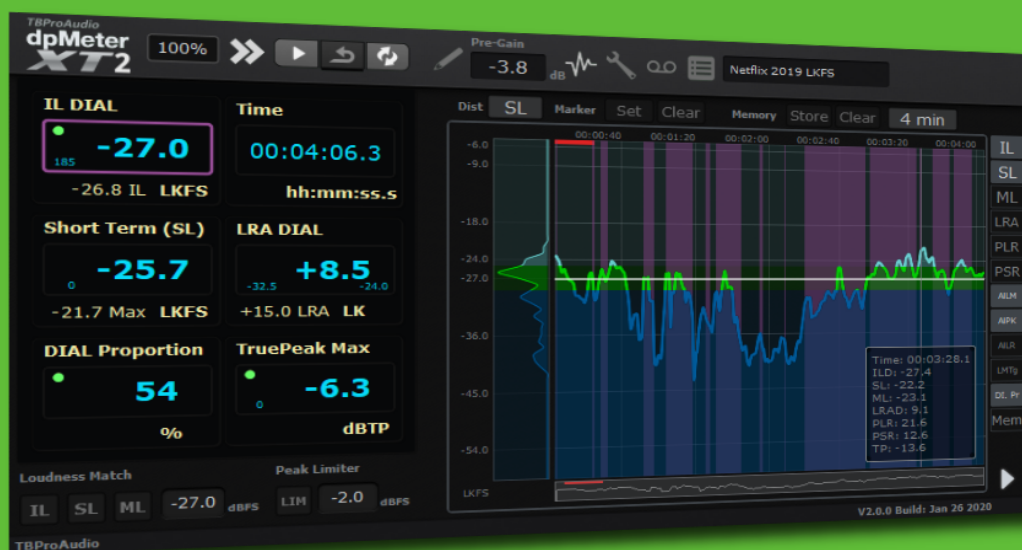 TBProAudio
dpMeter
XT2
100%
Pre-Gain
-3.8 dB
Netflix 2019 LKFS
IL DIAL
185 -27.0
-26.8 IL LKFS
Time
00:04:06.3
hh:mm:ss.s
Short Term (SL)
0 -25.7
-21.7 Max LKFS
LRA DIAL
+8.5
-32.5 -24.0
+15.0 LRA LK
DIAL Proportion
54
%
TruePeak Max
0 -6.3
dBTP
Loudness Match
IL SL ML -27.0 dBFS
Peak Limiter
LIM -2.0 dBFS
TBProAudio
Dist SL Marker Set Clear Memory Store Clear 4 min
00:00:40 00:01:20 00:02:00 00:02:40 00:03:20 00:04:00
-6.0
-9.0
-18.0
-24.0
-27.0
-36.0
-45.0
-54.0
LKFS
Time: 00:03:28.1
ILD: -27.4
SL: -22.2
ML: -23.1
LRAD: 9.1
PLR: 21.6
PSR: 12.6
TP: -13.6
IL
SL
ML
LRA
PLR
PSR
AILM
AIPK
AILR
LMTg
DI. Pr
Mem
V2.0.0 Build: Jan 26 2020